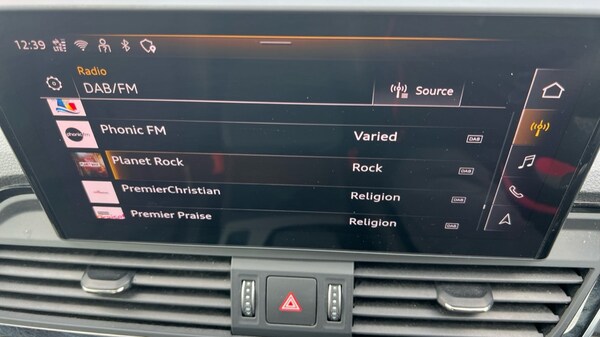 12:39
Radio
DAB/FM
Source
Phonic FM Varied DAB
Planet Rock Rock DAB
PremierChristian Religion DAB
Premier Praise Religion DAB